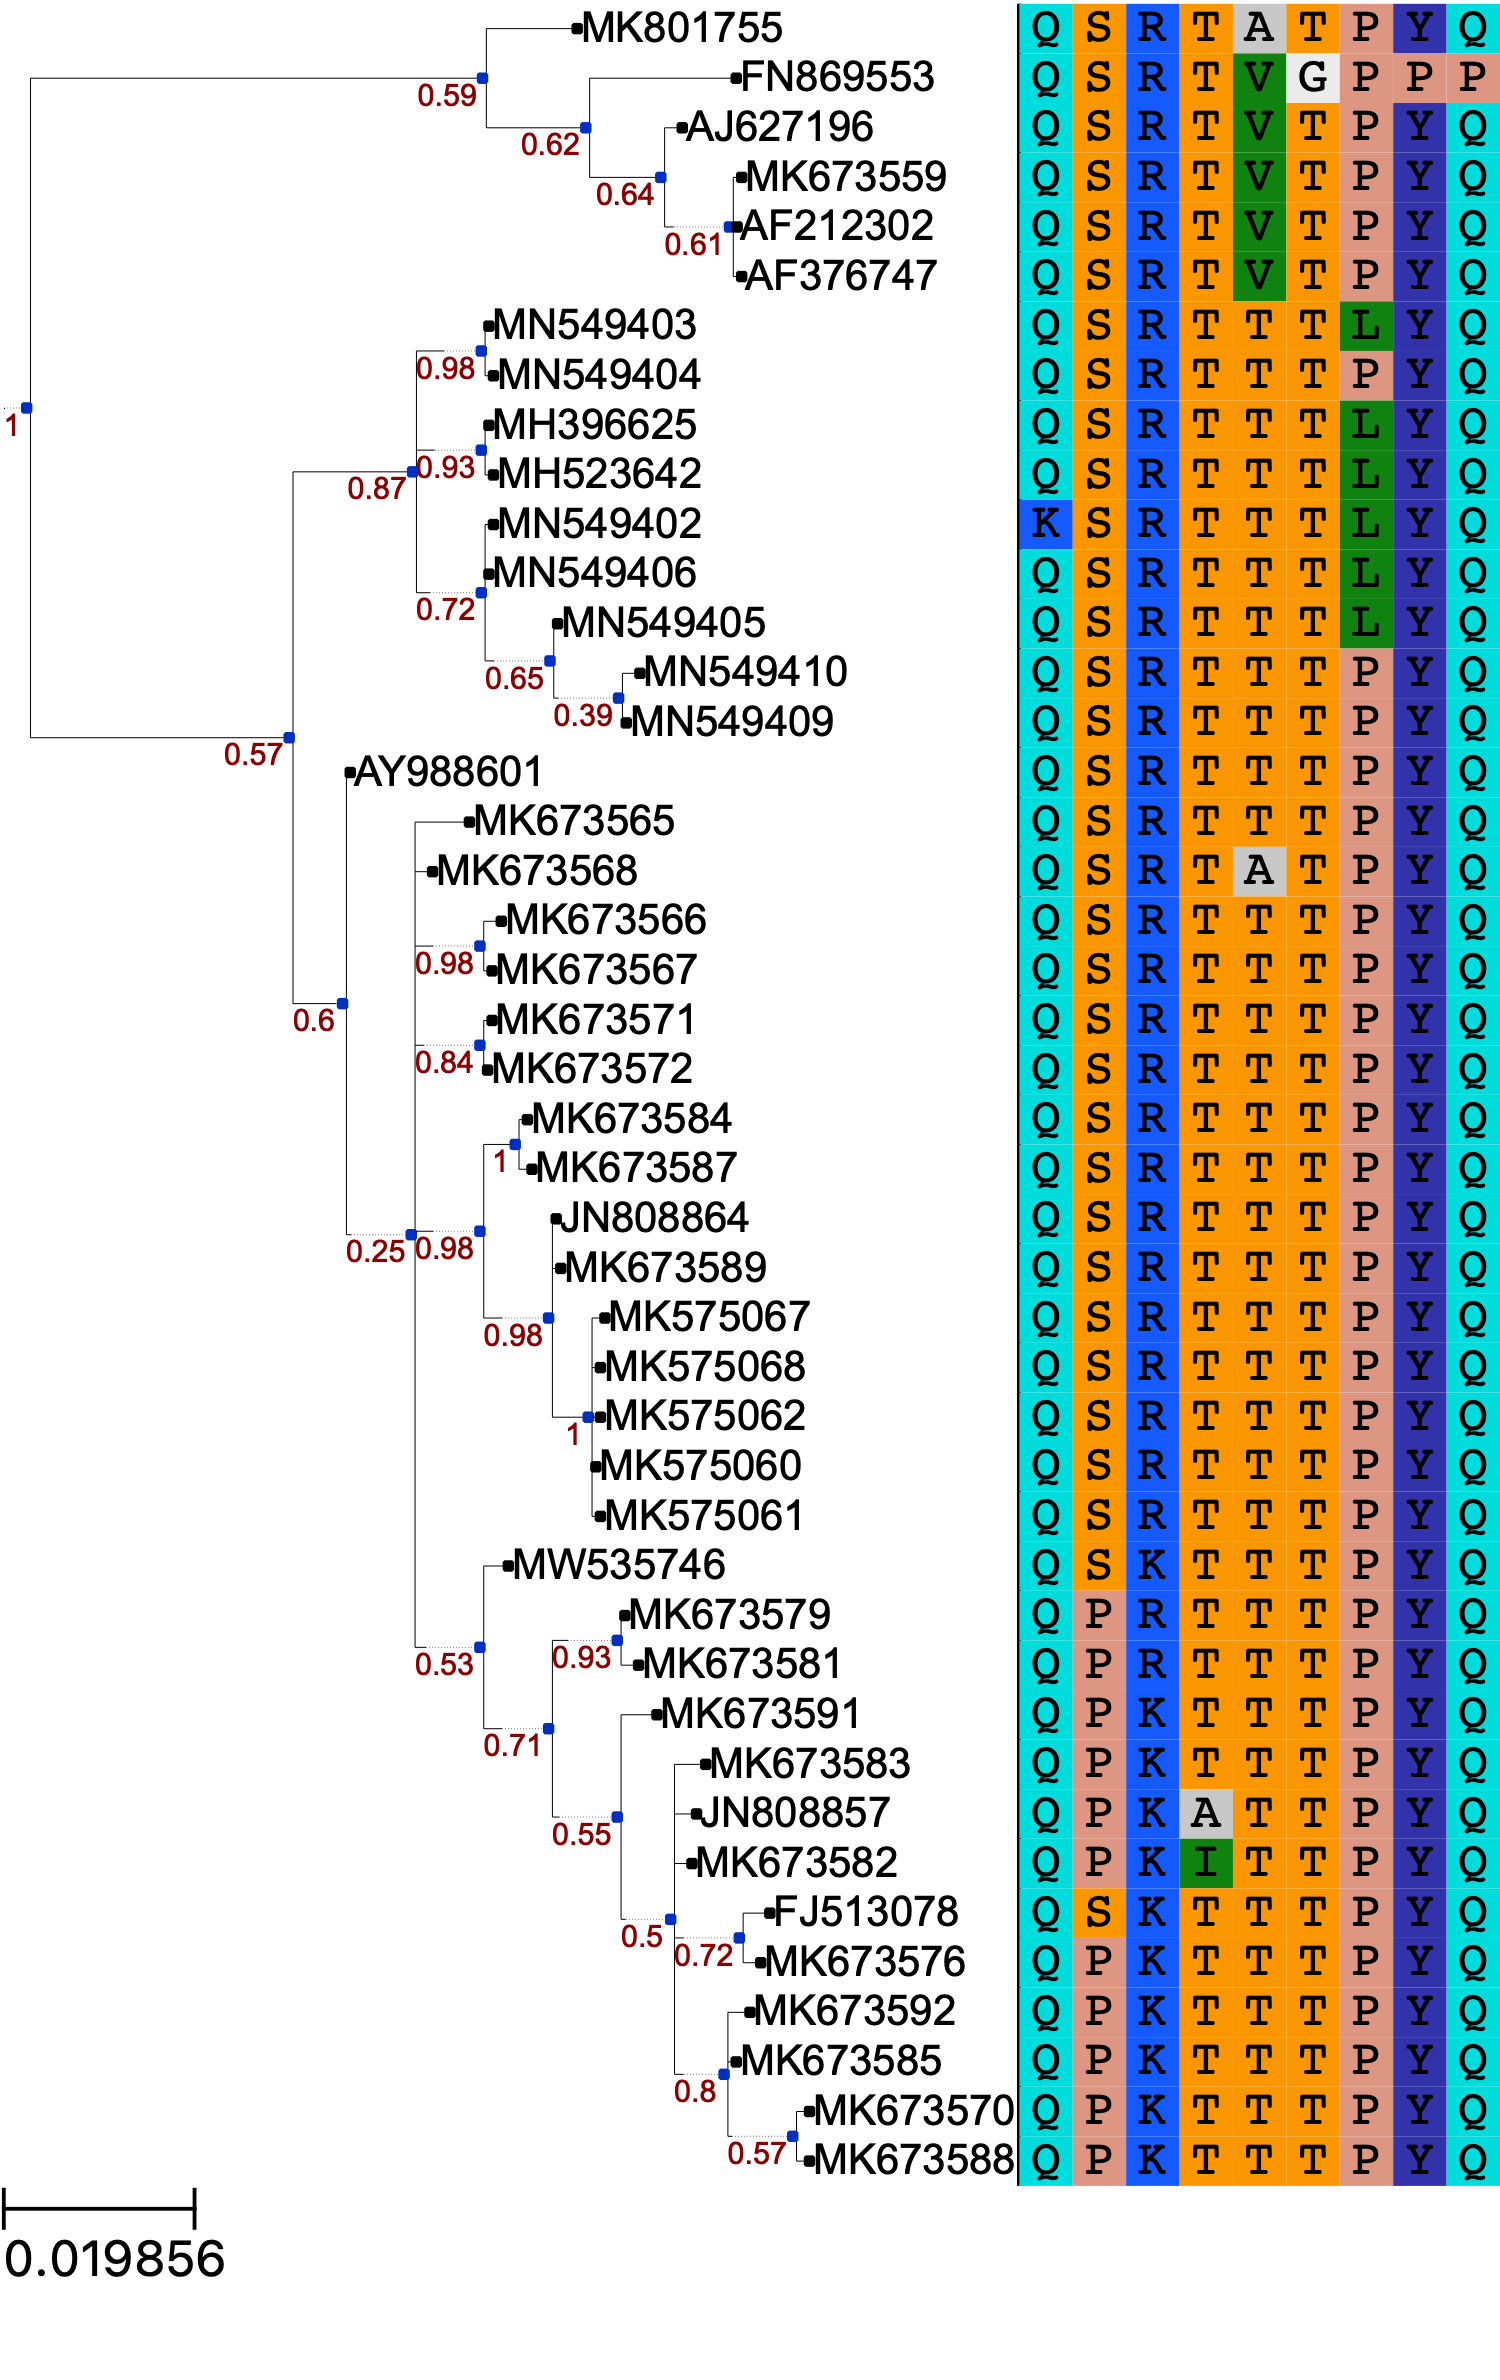 MK801755 Q S R T A T P Y Q
FN869553 Q S R T V G P P P
0.59
AJ627196 Q S R T V T P Y Q
0.62
MK673559 Q S R T V T P Y Q
0.64
AF212302 Q S R T V T P Y Q
0.61
AF376747 Q S R T V T P Y Q
MN549403 Q S R T T T L Y Q
0.98
MN549404 Q S R T T T P Y Q
1
MH396625 Q S R T T T L Y Q
0.93
MH523642 Q S R T T T L Y Q
0.87
MN549402 K S R T T T L Y Q
MN549406 Q S R T T T L Y Q
0.72
MN549405 Q S R T T T L Y Q
0.65
MN549410 Q S R T T T P Y Q
0.39
MN549409 Q S R T T T P Y Q
0.57
AY988601 Q S R T T T P Y Q
MK673565 Q S R T T T P Y Q
MK673568 Q S R T A T P Y Q
MK673566 Q S R T T T P Y Q
0.98
MK673567 Q S R T T T P Y Q
0.6
MK673571 Q S R T T T P Y Q
0.84
MK673572 Q S R T T T P Y Q
MK673584 Q S R T T T P Y Q
1
MK673587 Q S R T T T P Y Q
JN808864 Q S R T T T P Y Q
0.25 0.98
MK673589 Q S R T T T P Y Q
MK575067 Q S R T T T P Y Q
0.98
MK575068 Q S R T T T P Y Q
MK575062 Q S R T T T P Y Q
1
MK575060 Q S R T T T P Y Q
MK575061 Q S R T T T P Y Q
MW535746 Q S K T T T P Y Q
MK673579 Q P R T T T P Y Q
0.93
MK673581 Q P R T T T P Y Q
0.53
MK673591 Q P K T T T P Y Q
0.71
MK673583 Q P K T T T P Y Q
JN808857 Q P K A T T P Y Q
0.55
MK673582 Q P K I T T P Y Q
FJ513078 Q S K T T T P Y Q
0.5
0.72
MK673576 Q P K T T T P Y Q
MK673592 Q P K T T T P Y Q
MK673585 Q P K T T T P Y Q
0.8
MK673570 Q P K T T T P Y Q
0.57
MK673588 Q P K T T T P Y Q
0.019856